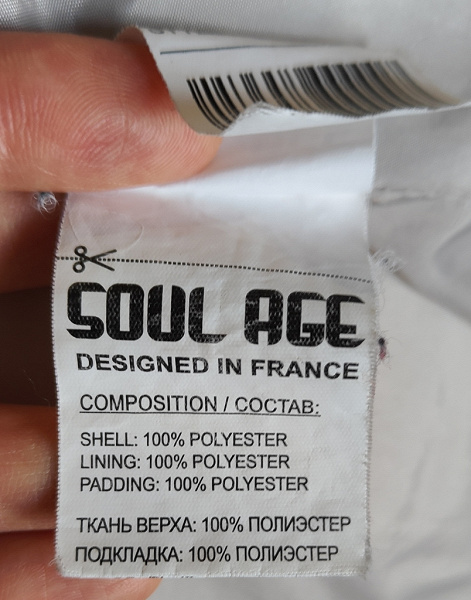 SOUL AGE
DESIGNED IN FRANCE
COMPOSITION / СОСТАВ:
SHELL: 100% POLYESTER
LINING: 100% POLYESTER
PADDING: 100% POLYESTER
ТКАНЬ ВЕРХА: 100% ПОЛИЭСТЕР
ПОДКЛАДКА: 100% ПОЛИЭСТЕР